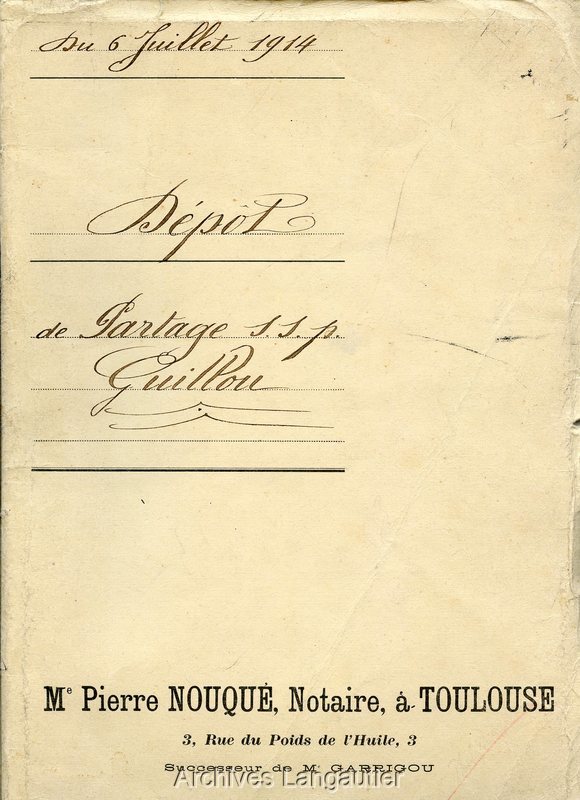 Du 6 Juillet 1914
Dépôt
de Partage s.s.p.
Guillou
Me Pierre NOUQUÉ, Notaire, à TOULOUSE
3, Rue du Poids de l'Huile, 3
Successeur de Me GARRIGOU
Archives Langautier